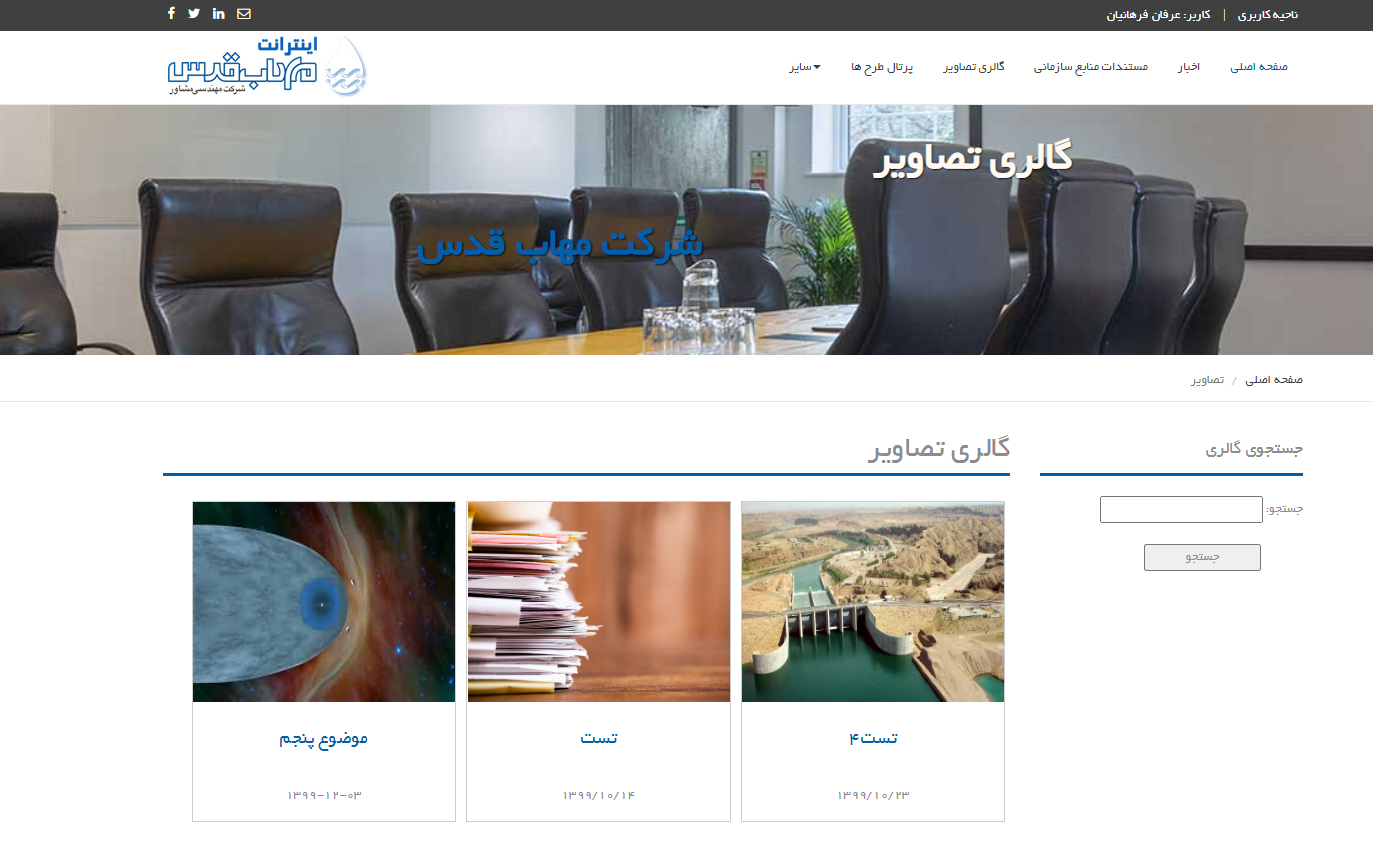 ناحیه کاربری | کاربر: عرفان فرهانیان
اینترانت
مهاب قدس
شرکت مهندسی مشاور
صفحه اصلی
اخبار
مستندات منابع سازمانی
گالری تصاویر
پرتال طرح ها
سایر
گالری تصاویر
شرکت مهاب قدس
صفحه اصلی / تصاویر
جستجوی گالری
جستجو:
جستجو
گالری تصاویر
تست۴
۱۳۹۹/۱۰/۲۳
تست
۱۳۹۹/۱۰/۱۴
موضوع پنجم
۱۳۹۹-۱۲-۰۳